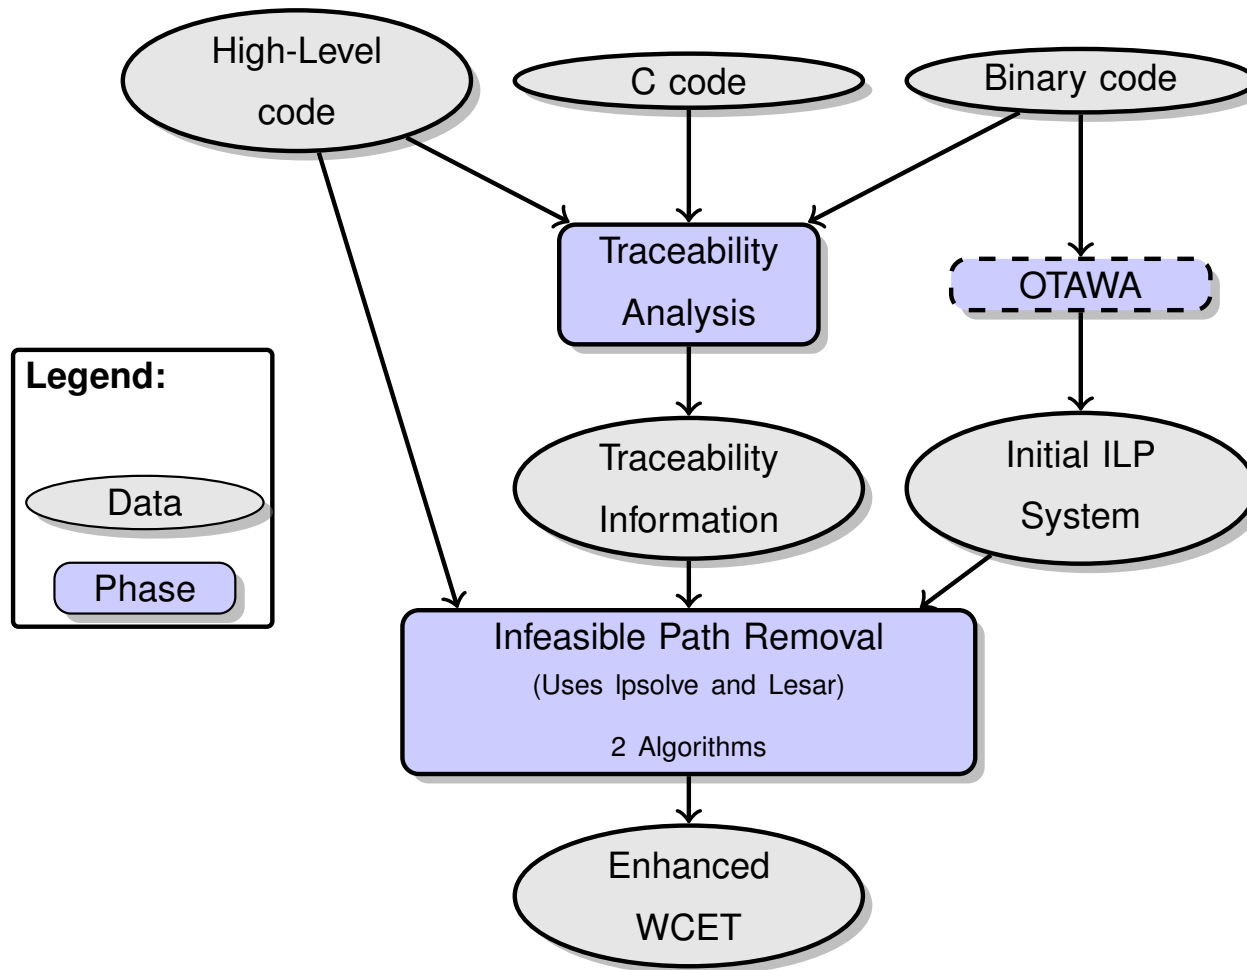 High-Level
code
C code
Binary code
Traceability
Analysis
OTAWA
Legend:
Data
Phase
Traceability
Information
Initial ILP
System
Infeasible Path Removal
(Uses lpsolve and Lesar)
2 Algorithms
Enhanced
WCET